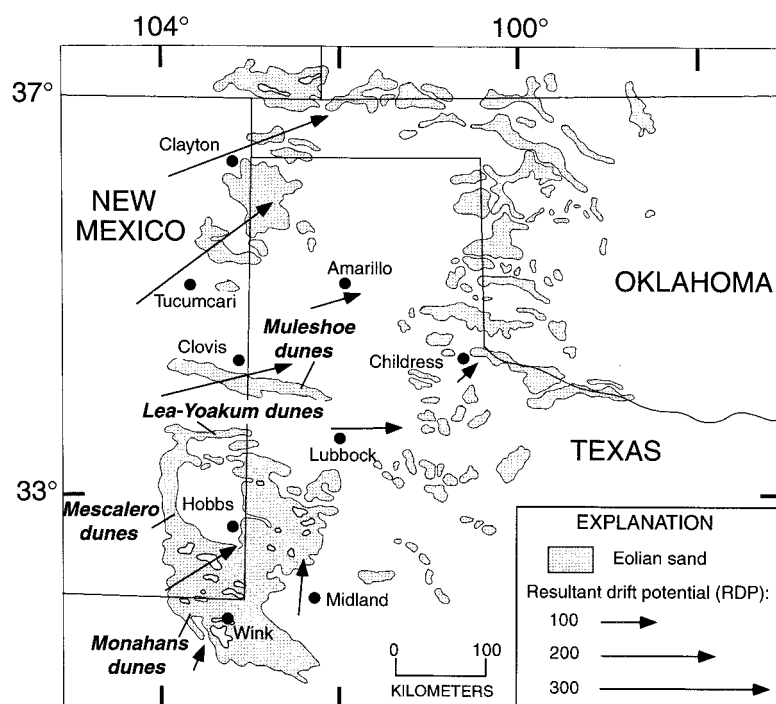 104°
100°
37°
Clayton
NEW
MEXICO
Amarillo
OKLAHOMA
Tucumcari
Muleshoe
dunes
Clovis
Childress
Lea-Yoakum dunes
Lubbock
TEXAS
33°
Hobbs
Mescalero
dunes
EXPLANATION
Eolian sand
Resultant drift potential (RDP):
Midland
100
Wink
Monahans
dunes
0
100
KILOMETERS
200
300